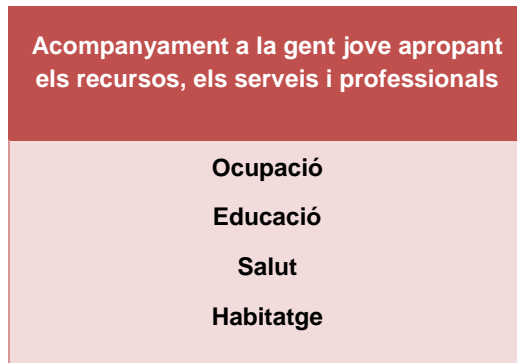 Acompanyament a la gent jove apropant
els recursos, els serveis i professionals
Ocupació
Educació
Salut
Habitatge